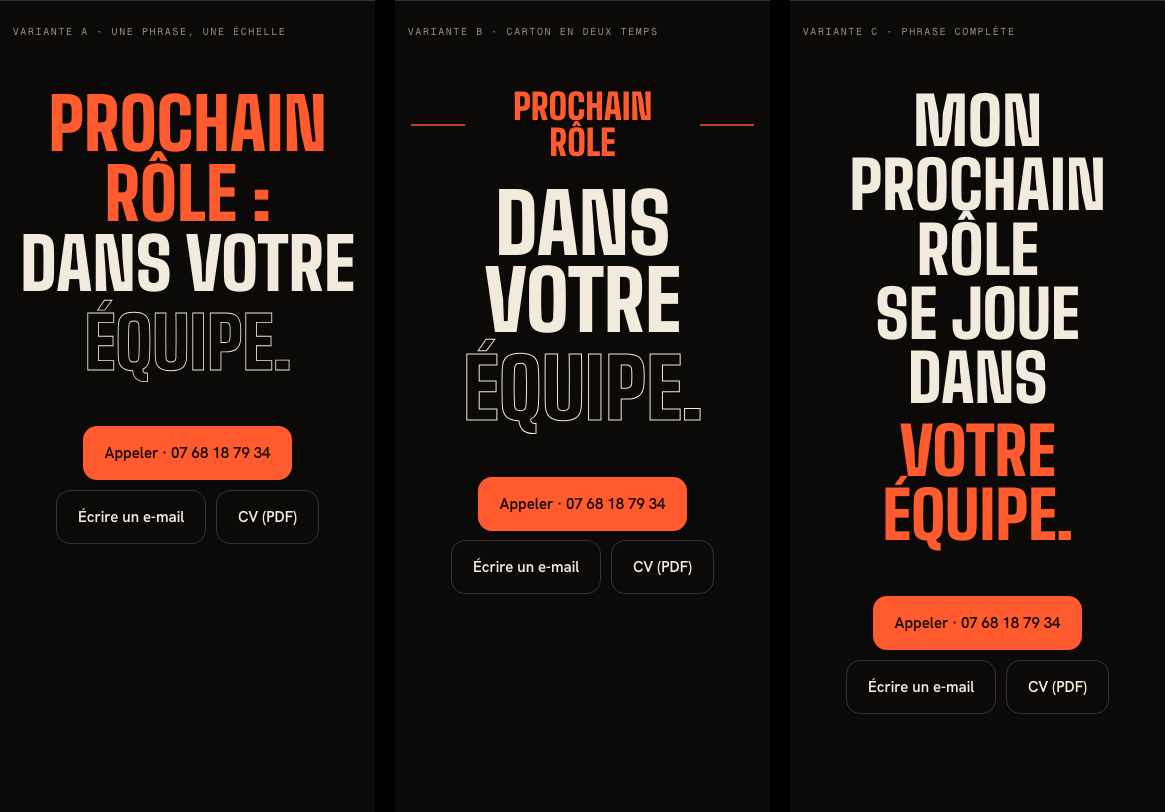 VARIANTE A · UNE PHRASE, UNE ÉCHELLE
PROCHAIN
RÔLE :
DANS VOTRE
ÉQUIPE.
Appeler · 07 68 18 79 34
Écrire un e-mail
CV (PDF)
VARIANTE B · CARTON EN DEUX TEMPS
PROCHAIN
RÔLE
DANS
VOTRE
ÉQUIPE.
Appeler · 07 68 18 79 34
Écrire un e-mail
CV (PDF)
VARIANTE C · PHRASE COMPLÈTE
MON
PROCHAIN
RÔLE
SE JOUE
DANS
VOTRE
ÉQUIPE.
Appeler · 07 68 18 79 34
Écrire un e-mail
CV (PDF)